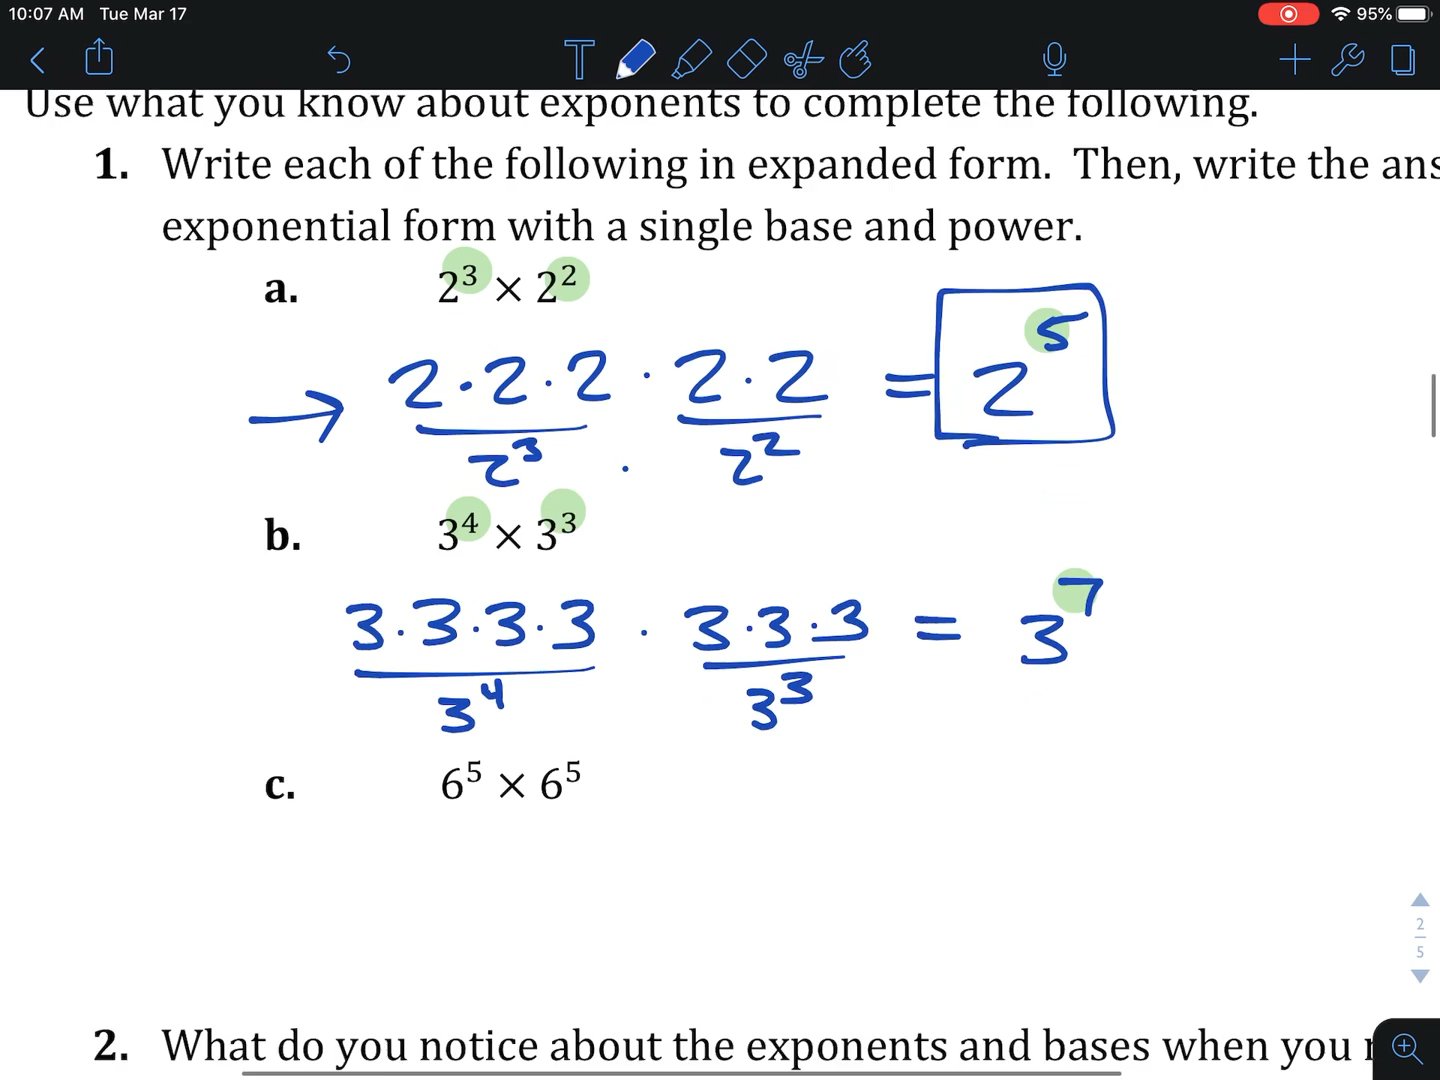 10:07 AM Tue Mar 17 95%
T
Use what you know about exponents to complete the following.
1. Write each of the following in expanded form. Then, write the ans
exponential form with a single base and power.
a. 2³ × 2²
→ 2·2·2 · 2·2 = 2⁵
2³ · 2²
b. 3⁴ × 3³
3·3·3·3 · 3·3·3 = 3⁷
3⁴ 3³
c. 6⁵ × 6⁵
2
5
2. What do you notice about the exponents and bases when you